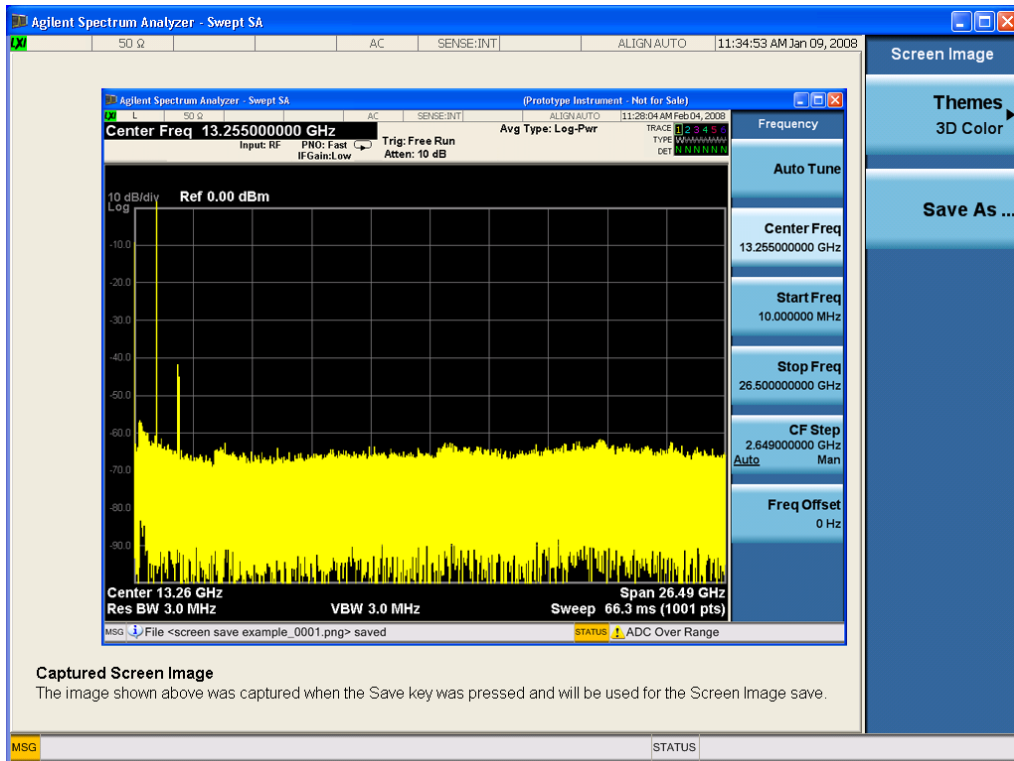 Agilent Spectrum Analyzer - Swept SA
LXI 50 Ω AC SENSE:INT ALIGN AUTO 11:34:53 AM Jan 09, 2008
Screen Image
Themes
3D Color
Save As ...
Agilent Spectrum Analyzer - Swept SA (Prototype Instrument - Not for Sale)
LXI L 50 Ω AC SENSE:INT ALIGN AUTO 11:28:04 AM Feb 04, 2008
Center Freq 13.255000000 GHz
Input: RF PNO: Fast
IFGain:Low
Trig: Free Run
Atten: 10 dB
Avg Type: Log-Pwr
TRACE 1 2 3 4 5 6
TYPE WWWWWW
DET N N N N N N
Frequency
Auto Tune
Center Freq
13.255000000 GHz
Start Freq
10.000000 MHz
Stop Freq
26.500000000 GHz
CF Step
2.649000000 GHz
Auto Man
Freq Offset
0 Hz
10 dB/div Ref 0.00 dBm
Log
-10.0
-20.0
-30.0
-40.0
-50.0
-60.0
-70.0
-80.0
-90.0
Center 13.26 GHz Span 26.49 GHz
Res BW 3.0 MHz VBW 3.0 MHz Sweep 66.3 ms (1001 pts)
MSG File <screen save example_0001.png> saved STATUS ADC Over Range
Captured Screen Image
The image shown above was captured when the Save key was pressed and will be used for the Screen Image save.
MSG STATUS